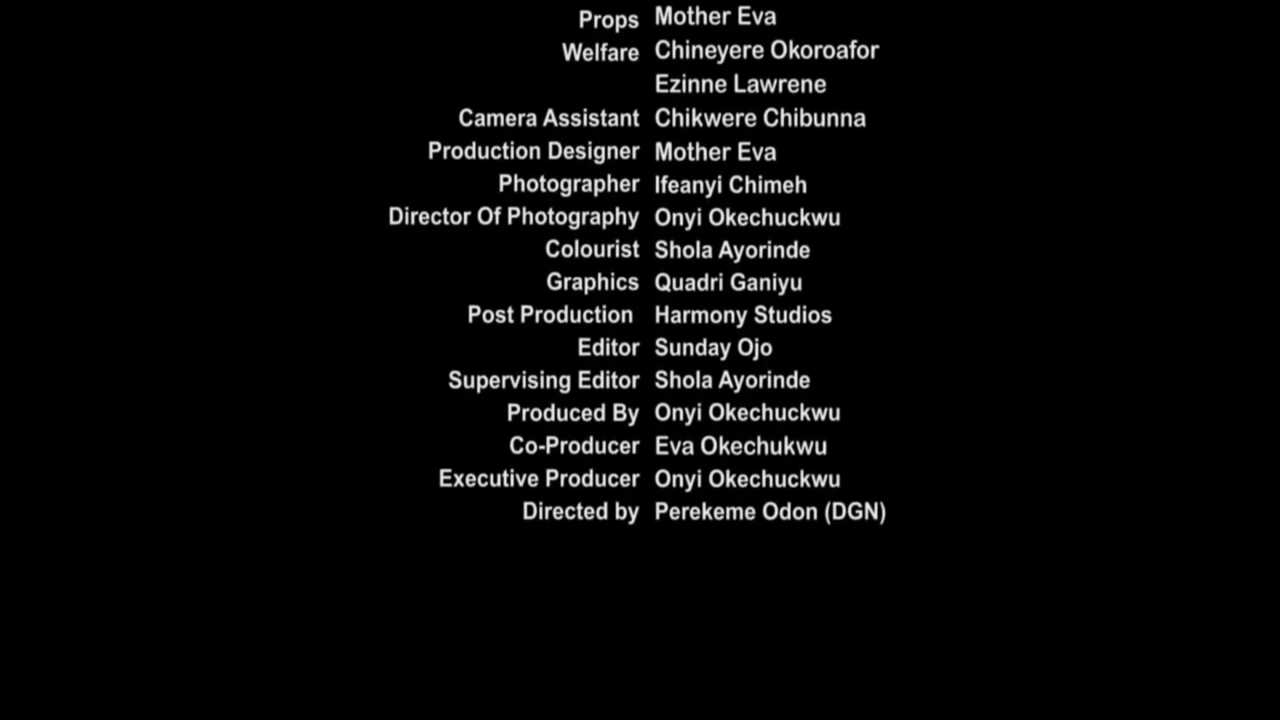 Props Mother Eva
Welfare Chineyere Okoroafor
Ezinne Lawrene
Camera Assistant Chikwere Chibunna
Production Designer Mother Eva
Photographer Ifeanyi Chimeh
Director Of Photography Onyi Okechuckwu
Colourist Shola Ayorinde
Graphics Quadri Ganiyu
Post Production Harmony Studios
Editor Sunday Ojo
Supervising Editor Shola Ayorinde
Produced By Onyi Okechuckwu
Co-Producer Eva Okechukwu
Executive Producer Onyi Okechuckwu
Directed by Perekeme Odon (DGN)